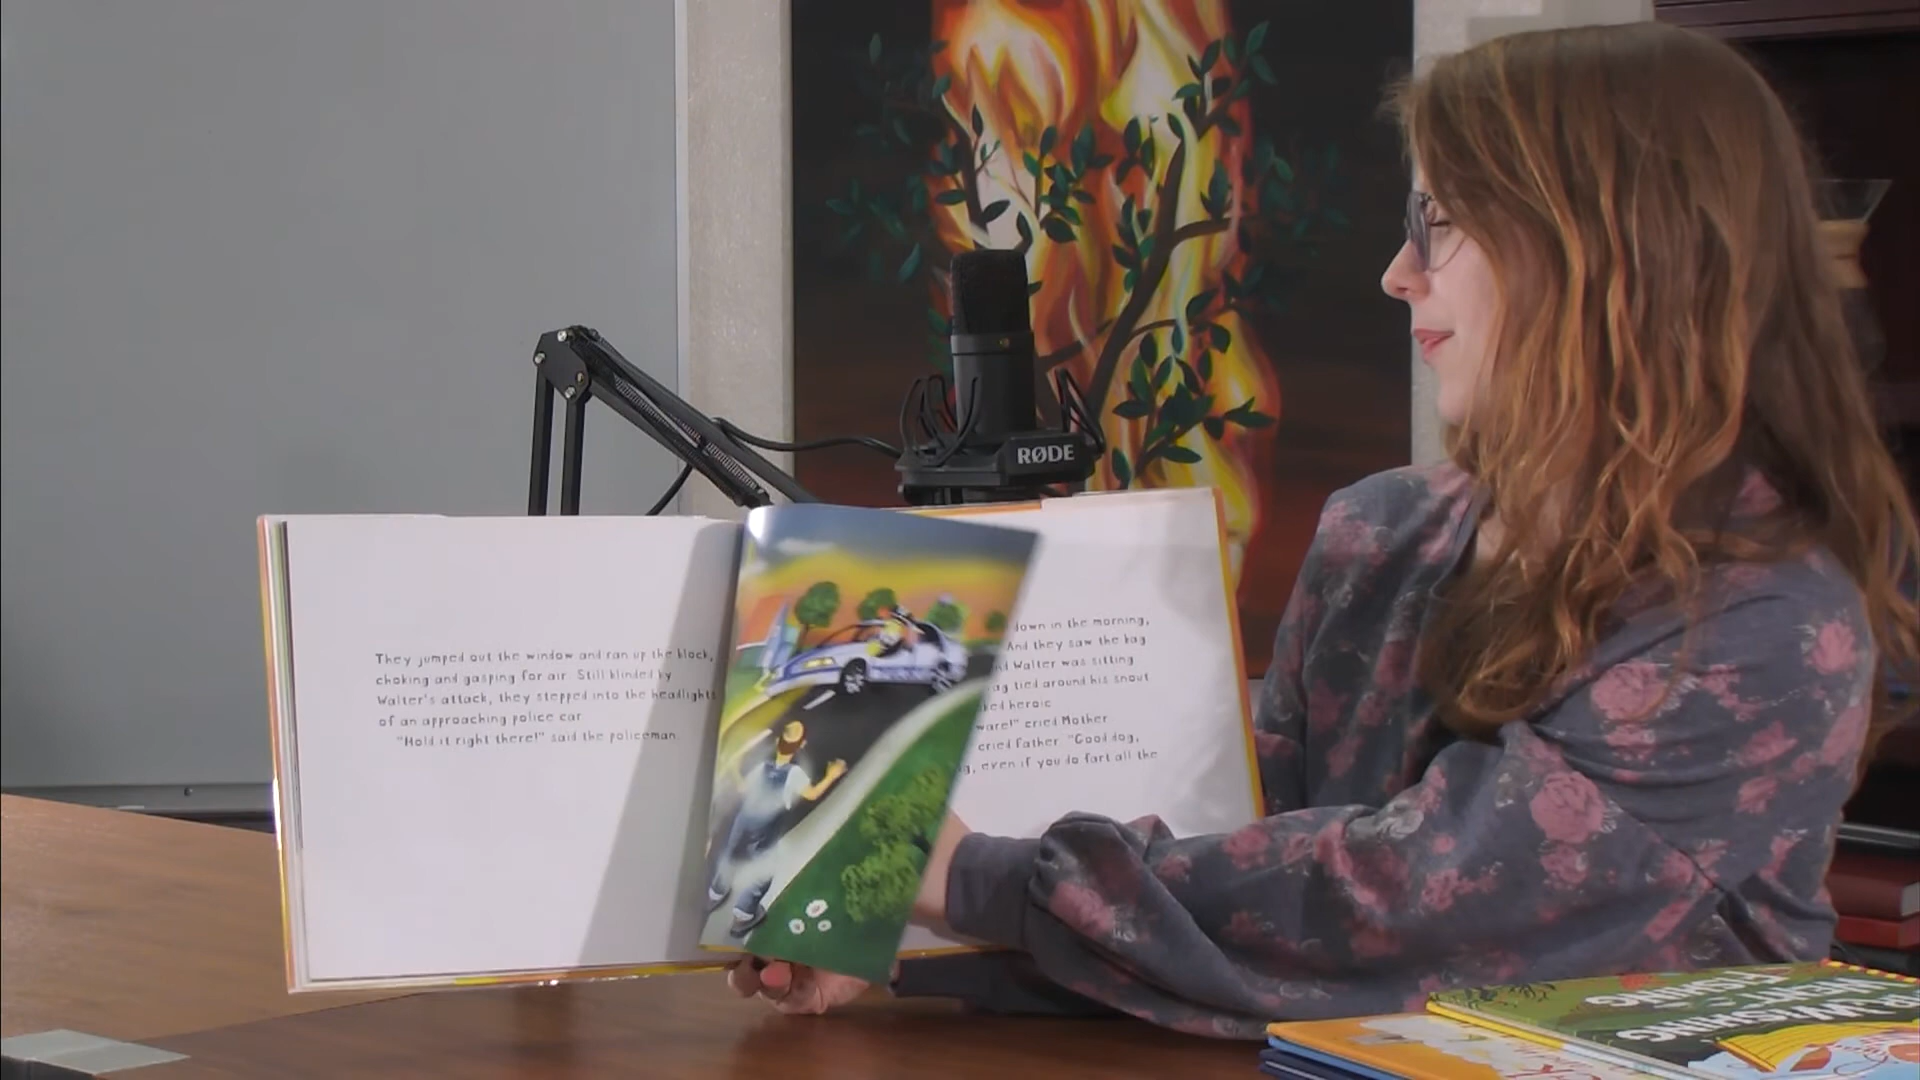 RØDE
They jumped out the window and ran up the block,
choking and gasping for air. Still blinded by
Walter's attack, they stepped into the headlights
of an approaching police car.
"Hold it right there!" said the policeman.
down in the morning,
And they saw the bag
Walter was sitting
tied around his snout
heroic
cried Mother
cried Father "Good dog,
even if you do fart all the
WENT
FISHING